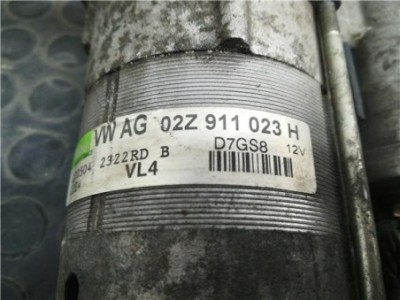 VW AG 02Z 911 023 H
2322RD B D7GS8 12V
VL4